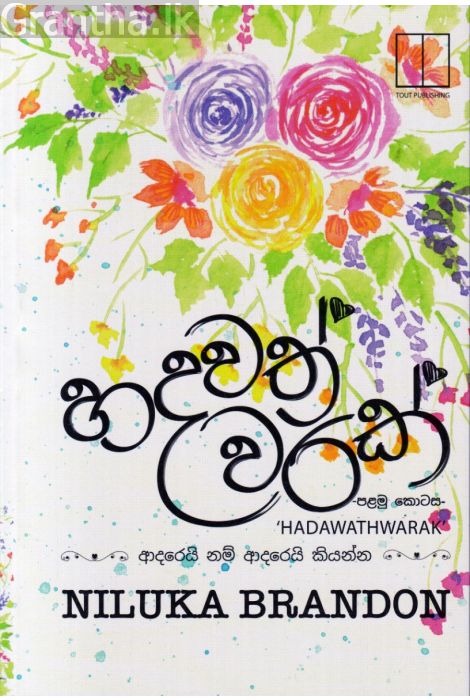 Grantha.lk
TOUT PUBLISHING
හදවත්
වරක්
-පළමු කොටස-
'HADAWATHWARAK'
ආදරෙයි නම් ආදරෙයි කියන්න
NILUKA BRANDON